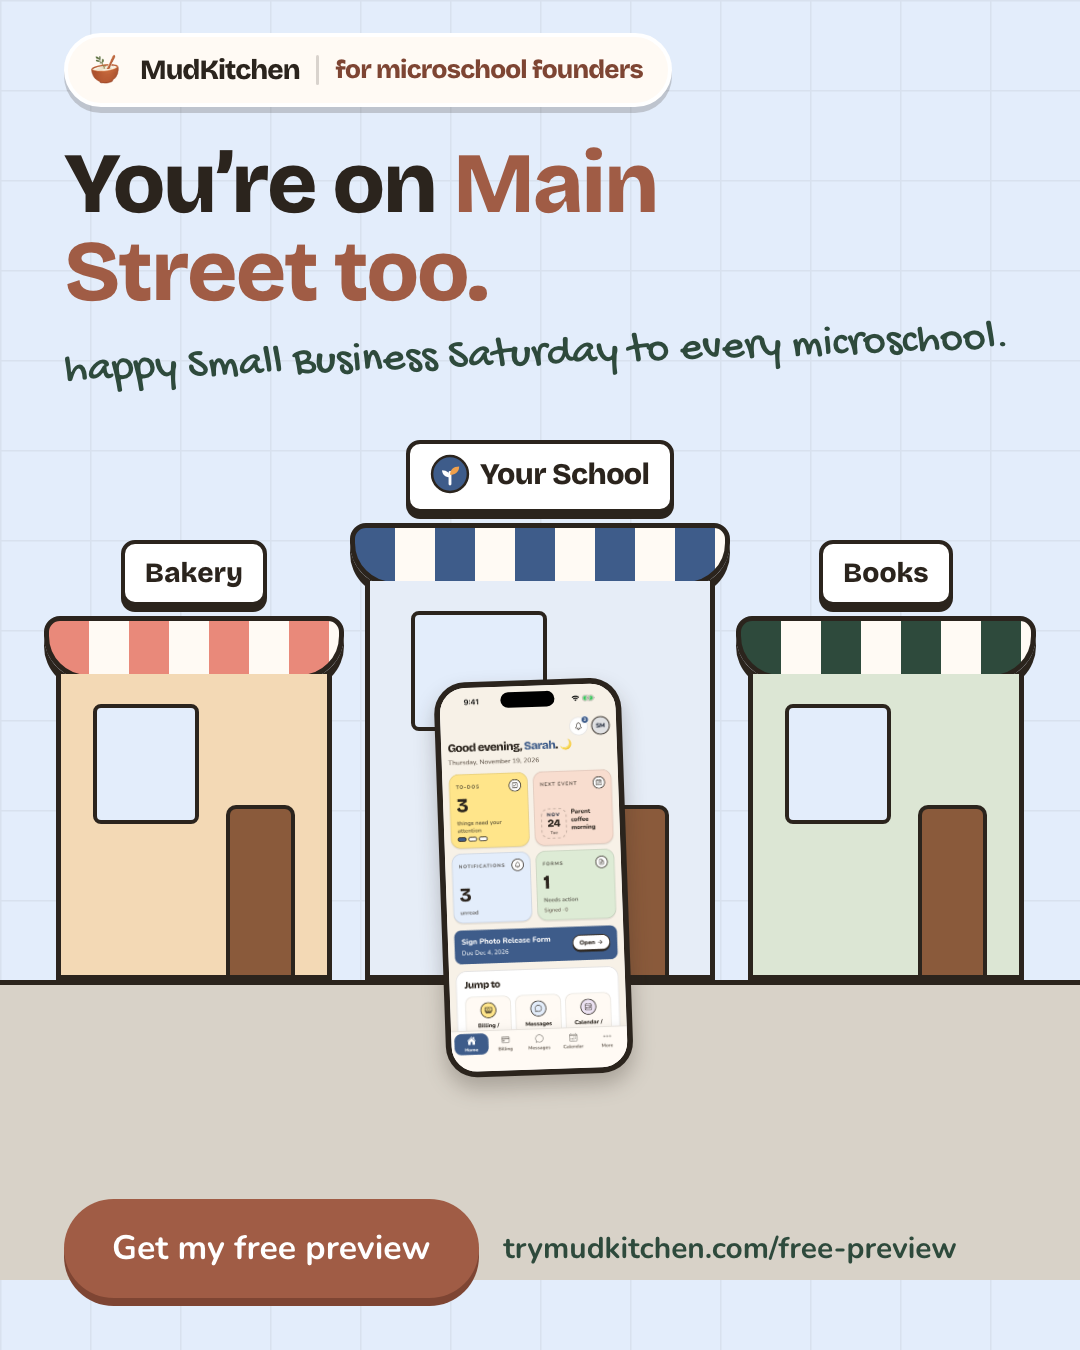 MudKitchen | for microschool founders
You're on Main
Street too.
happy Small Business Saturday to every microschool.
Your School
Bakery
Books
9:41
SM
Good evening, Sarah. 🌙
Thursday, November 19, 2026
TO-DOS
3
things need your
attention
NEXT EVENT
NOV
24
Tue
Parent
coffee
morning
NOTIFICATIONS
3
unread
FORMS
1
Needs action
Signed · 0
Sign Photo Release Form
Due Dec 4, 2026
Open →
Jump to
Billing /
Messages
Calendar /
Home
Billing
Messages
Calendar
More
Get my free preview
trymudkitchen.com/free-preview